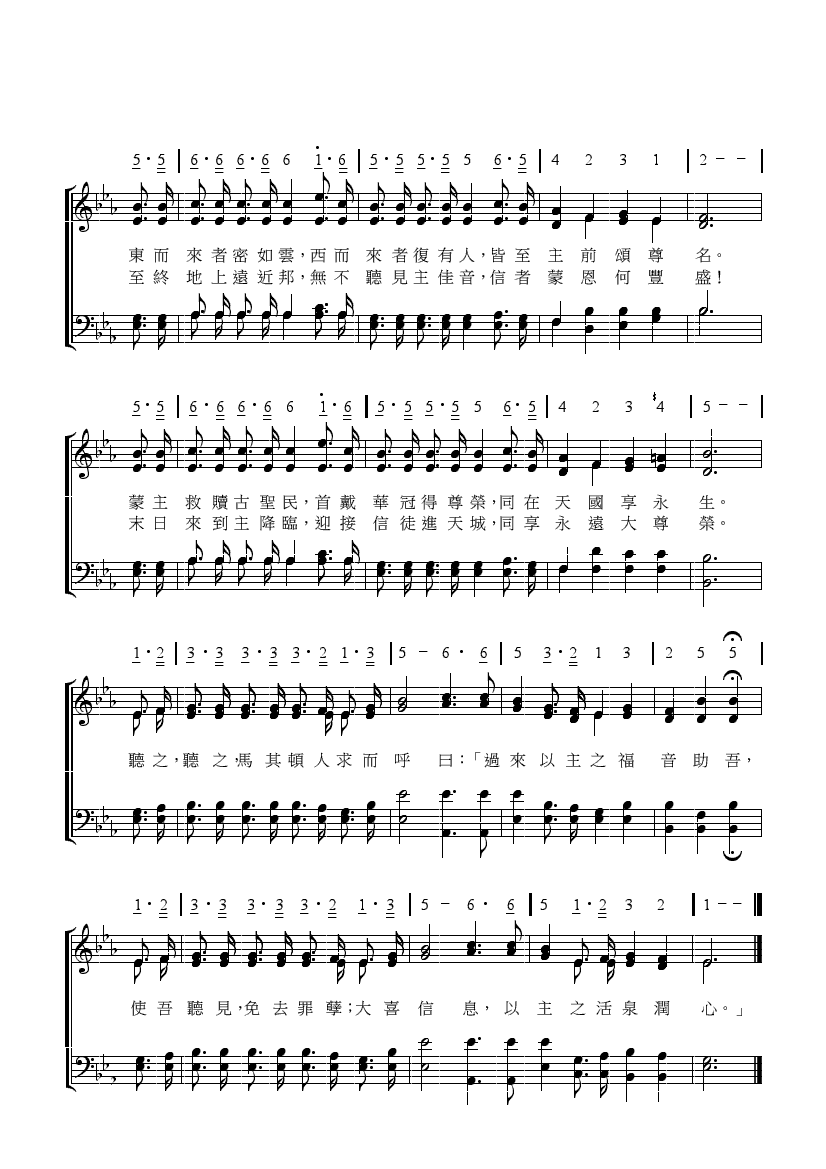 5·5 | 6·6 6·6 6 1·6 | 5·5 5·5 5 6·5 | 4 2 3 1 | 2 – – |
東而 來者密如雲，西而 來者復有人，皆至 主 前 頌 尊 名。
至終 地上遠近邦，無不 聽見主佳音，信者 蒙 恩 何 豐 盛！
5·5 | 6·6 6·6 6 1·6 | 5·5 5·5 5 6·5 | 4 2 3 4 | 5 – – |
蒙主 救贖古聖民，首戴 華冠得尊榮，同在 天 國 享 永 生。
末日 來到主降臨，迎接 信徒進天城，同享 永 遠 大 尊 榮。
1·2 | 3·3 3·3 3·2 1·3 | 5 – 6·6 | 5 3·2 1 3 | 2 5 5 |
聽之，聽之，馬其頓人求而 呼 曰：「過 來 以 主 之 福 音 助 吾，
1·2 | 3·3 3·3 3·2 1·3 | 5 – 6·6 | 5 1·2 3 2 | 1 – – |
使吾 聽見，免去罪孽；大喜 信 息， 以 主 之 活 泉 潤 心。」